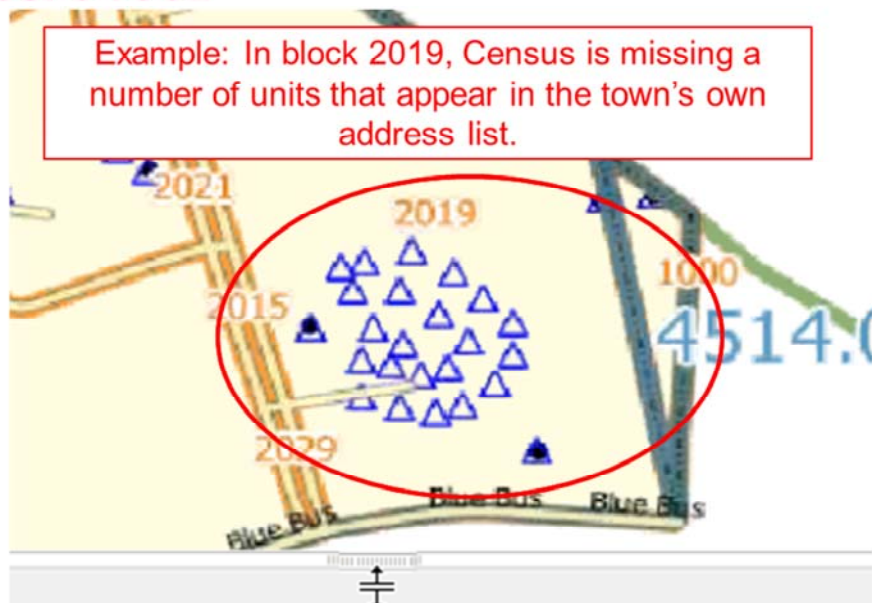 Example: In block 2019, Census is missing a
number of units that appear in the town's own
address list.
2021
2019
1000
2015
4514.0
2029
Blue Bus
Blue Bus
Blue Bus